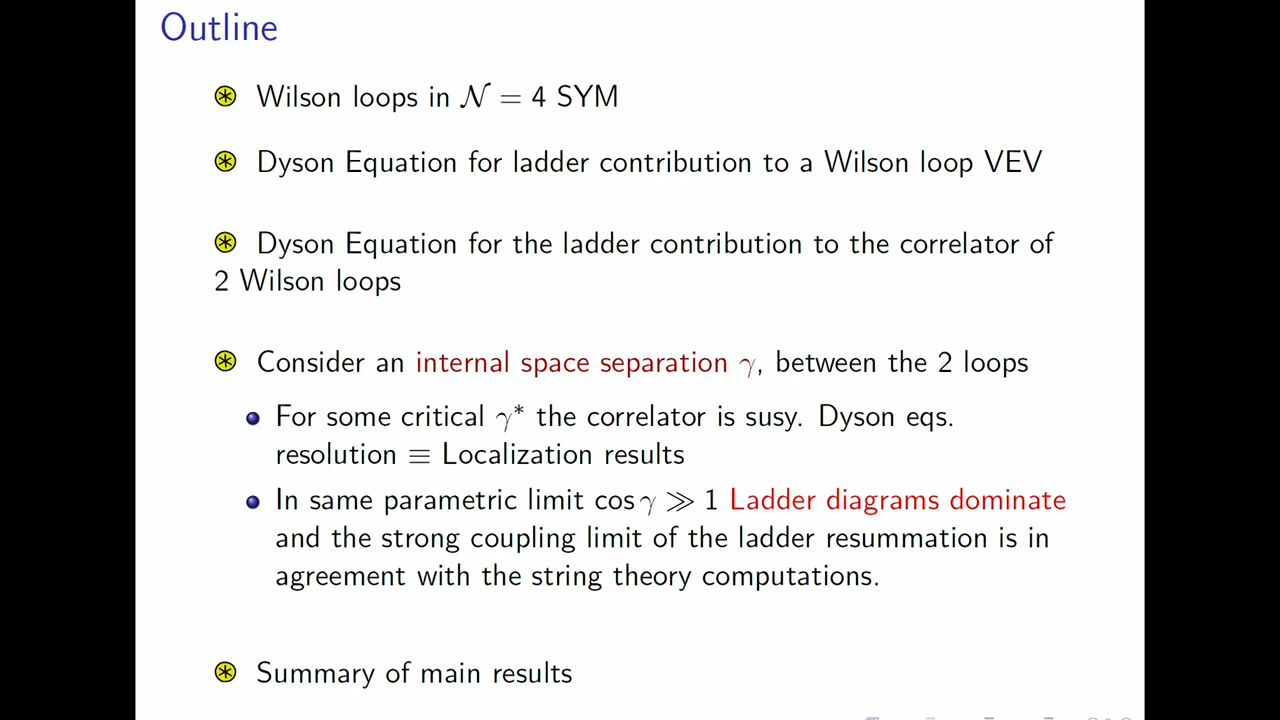 Outline
Wilson loops in 𝒩 = 4 SYM
Dyson Equation for ladder contribution to a Wilson loop VEV
Dyson Equation for the ladder contribution to the correlator of
2 Wilson loops
Consider an internal space separation γ, between the 2 loops
For some critical γ* the correlator is susy. Dyson eqs.
resolution ≡ Localization results
In same parametric limit cos γ ≫ 1 Ladder diagrams dominate
and the strong coupling limit of the ladder resummation is in
agreement with the string theory computations.
Summary of main results